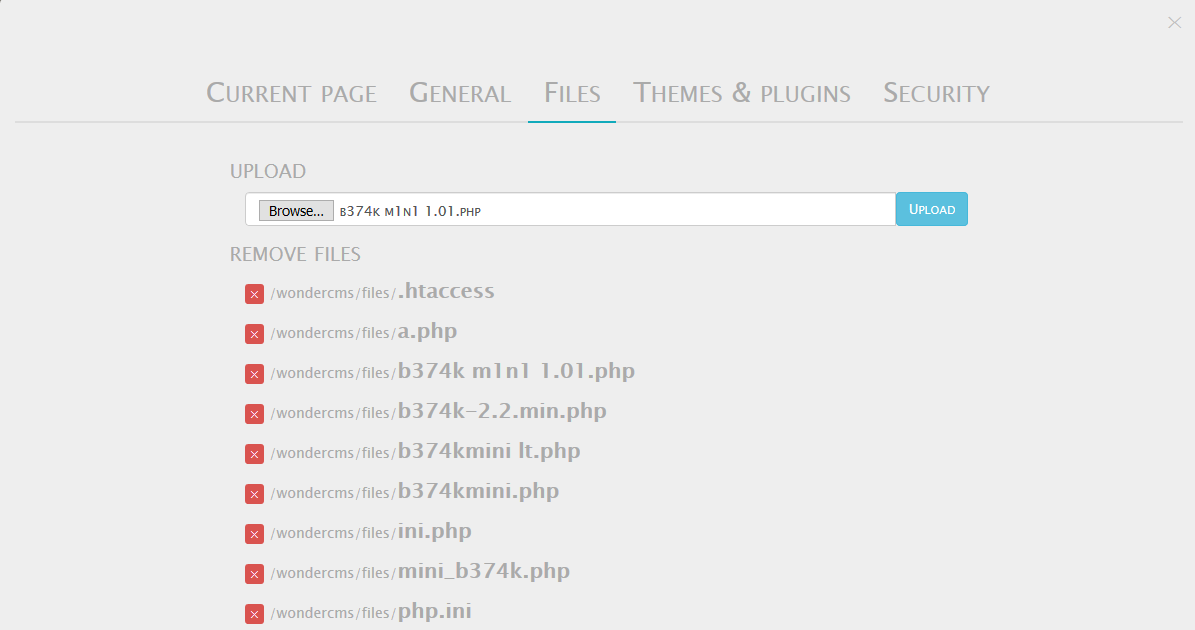 Current page General Files Themes & plugins Security
UPLOAD
Browse... b374k m1n1 1.01.php Upload
REMOVE FILES
/wondercms/files/.htaccess
/wondercms/files/a.php
/wondercms/files/b374k m1n1 1.01.php
/wondercms/files/b374k-2.2.min.php
/wondercms/files/b374kmini lt.php
/wondercms/files/b374kmini.php
/wondercms/files/ini.php
/wondercms/files/mini_b374k.php
/wondercms/files/php.ini